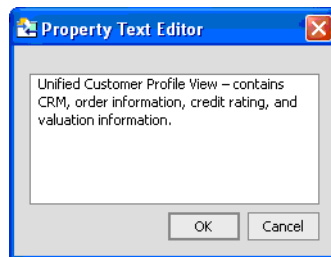 Property Text Editor
Unified Customer Profile View – contains
CRM, order information, credit rating, and
valuation information.
OK
Cancel